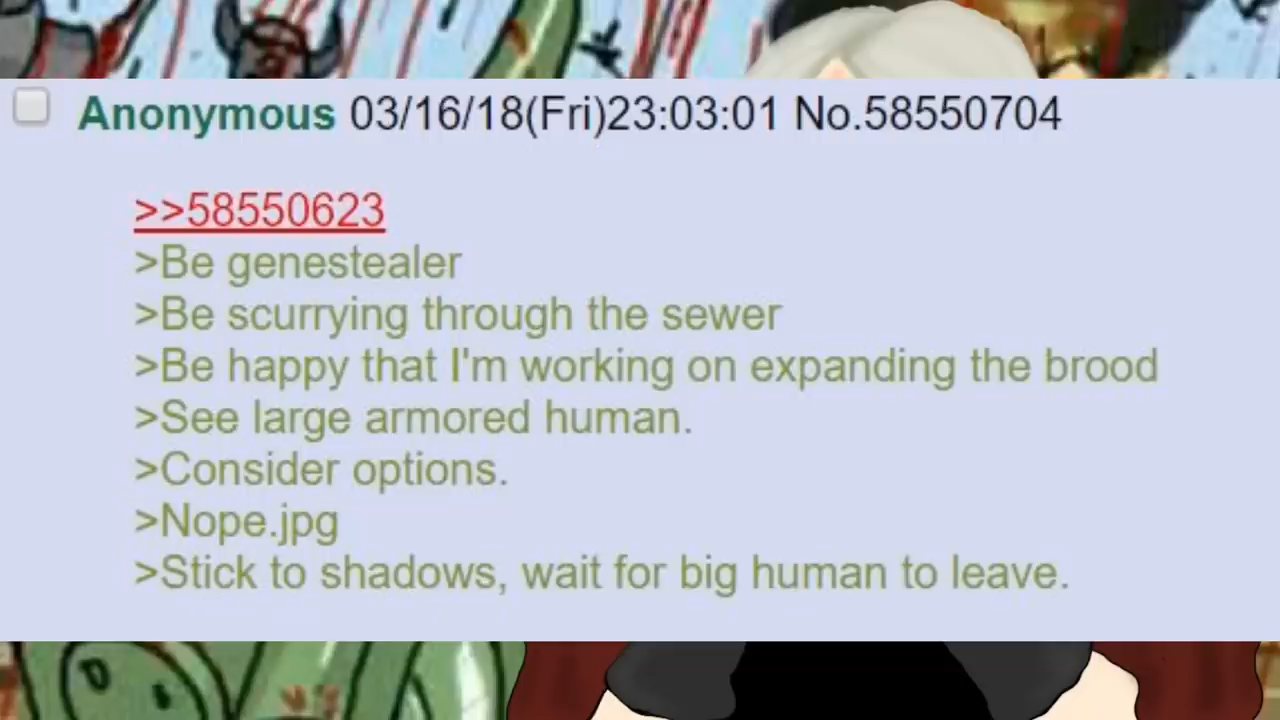 Anonymous 03/16/18(Fri)23:03:01 No.58550704
>>58550623
>Be genestealer
>Be scurrying through the sewer
>Be happy that I'm working on expanding the brood
>See large armored human.
>Consider options.
>Nope.jpg
>Stick to shadows, wait for big human to leave.